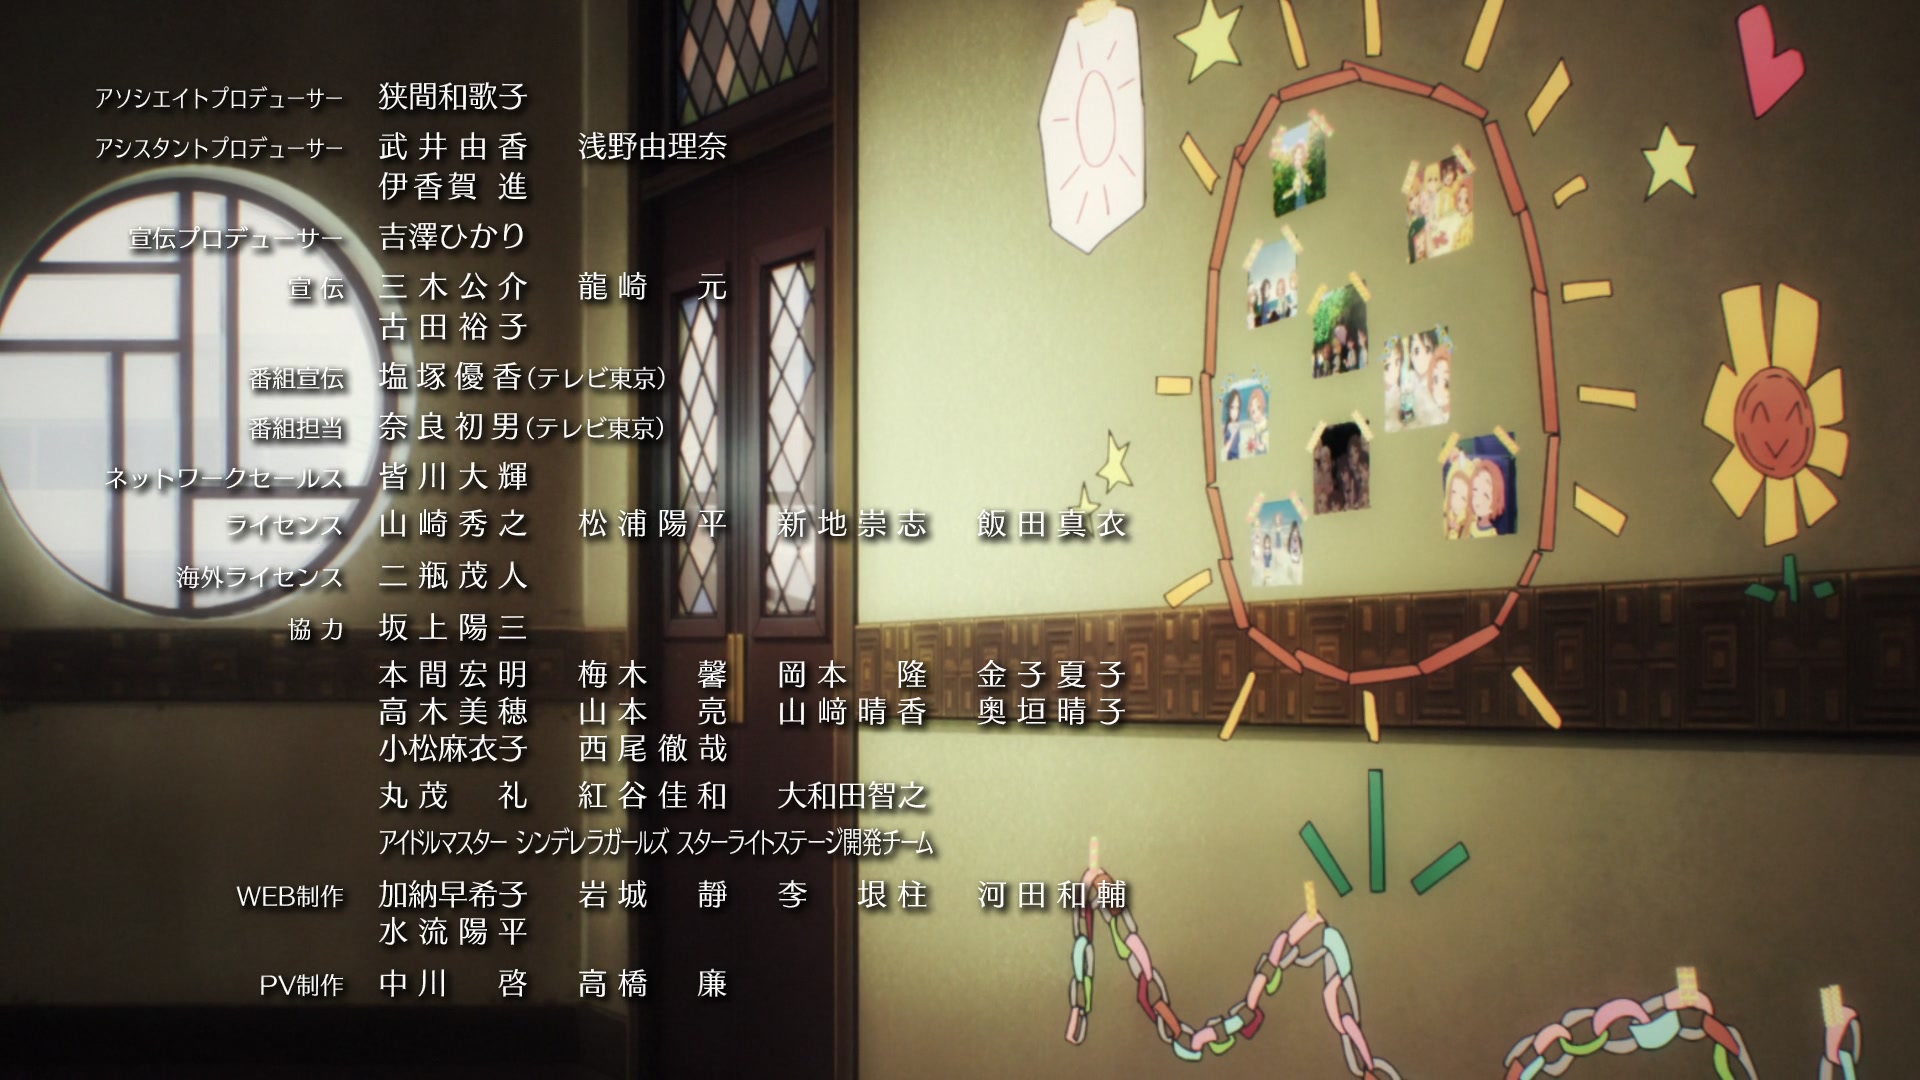 アソシエイトプロデューサー 狭間和歌子
アシスタントプロデューサー 武井由香 浅野由理奈
伊香賀 進
宣伝プロデューサー 吉澤ひかり
宣伝 三木公介 龍崎 元
古田裕子
番組宣伝 塩塚優香(テレビ東京)
番組担当 奈良初男(テレビ東京)
ネットワークセールス 皆川大輝
ライセンス 山崎秀之 松浦陽平 新地崇志 飯田真衣
海外ライセンス 二瓶茂人
協力 坂上陽三
本間宏明 梅木 馨 岡本 隆 金子夏子
高木美穂 山本 亮 山﨑晴香 奥垣晴子
小松麻衣子 西尾徹哉
丸茂 礼 紅谷佳和 大和田智之
アイドルマスター シンデレラガールズ スターライトステージ開発チーム
WEB制作 加納早希子 岩城 靜 李 垠柱 河田和輔
水流陽平
PV制作 中川 啓 高橋 廉